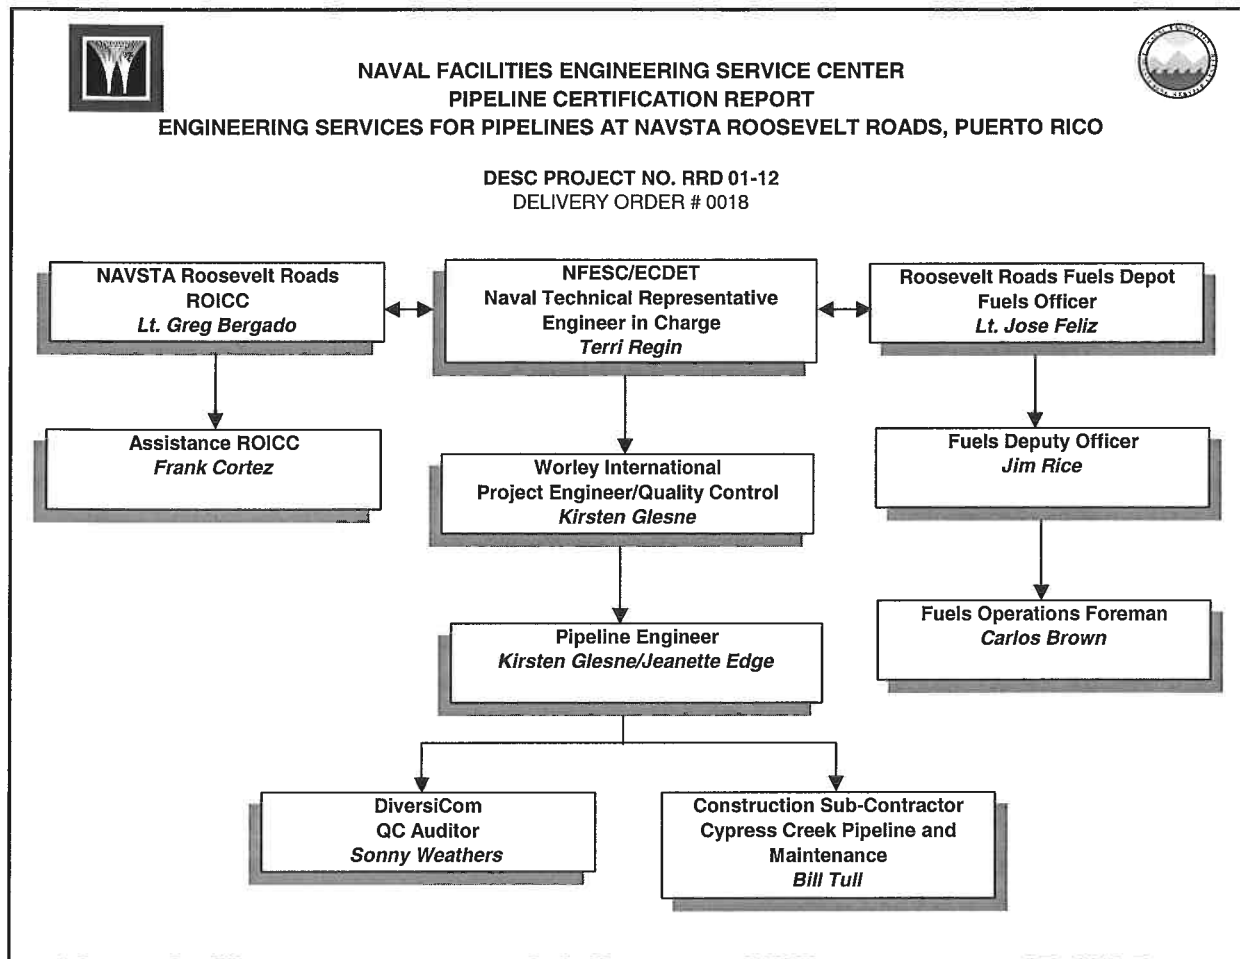 NAVAL FACILITIES ENGINEERING SERVICE CENTER
PIPELINE CERTIFICATION REPORT
ENGINEERING SERVICES FOR PIPELINES AT NAVSTA ROOSEVELT ROADS, PUERTO RICO
DESC PROJECT NO. RRD 01-12
DELIVERY ORDER # 0018
NAVSTA Roosevelt Roads
ROICC
Lt. Greg Bergado
NFESC/ECDET
Naval Technical Representative
Engineer in Charge
Terri Regin
Roosevelt Roads Fuels Depot
Fuels Officer
Lt. Jose Feliz
Assistance ROICC
Frank Cortez
Worley International
Project Engineer/Quality Control
Kirsten Glesne
Fuels Deputy Officer
Jim Rice
Pipeline Engineer
Kirsten Glesne/Jeanette Edge
Fuels Operations Foreman
Carlos Brown
DiversiCom
QC Auditor
Sonny Weathers
Construction Sub-Contractor
Cypress Creek Pipeline and
Maintenance
Bill Tull